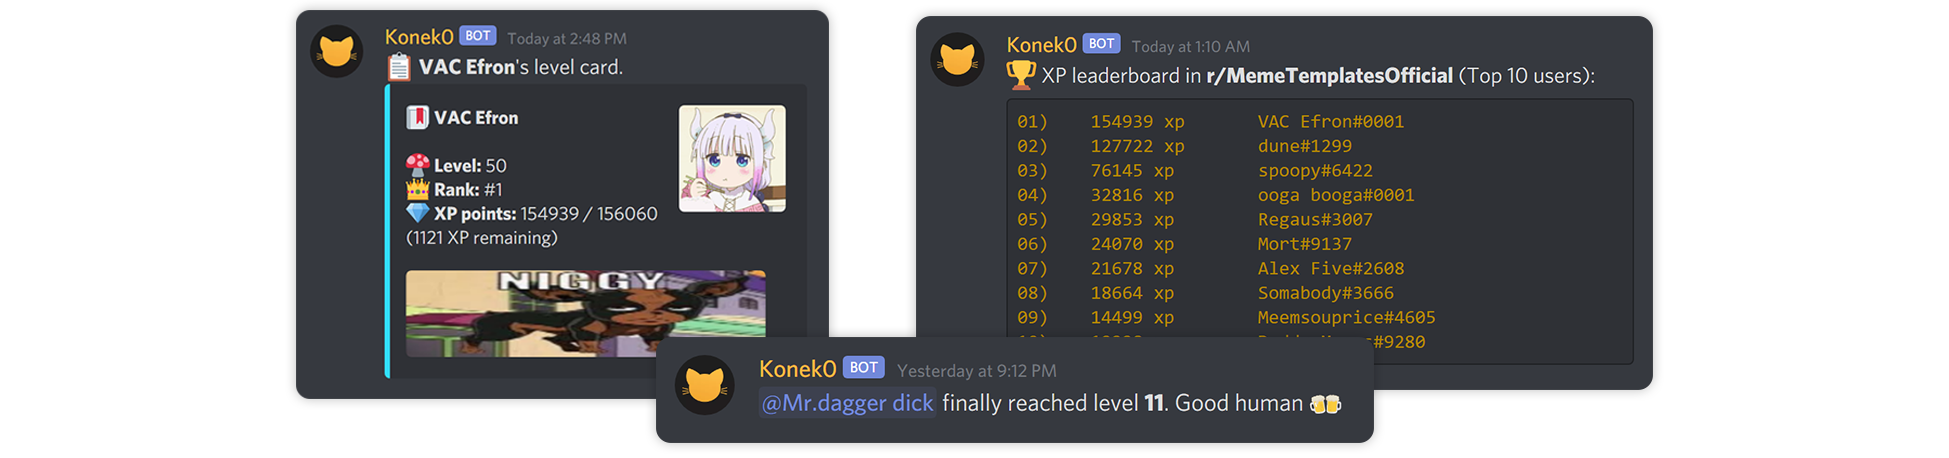 Konek0 BOT Today at 2:48 PM
VAC Efron's level card.
VAC Efron
Level: 50
Rank: #1
XP points: 154939 / 156060
(1121 XP remaining)
NIGGY
Konek0 BOT Today at 1:10 AM
XP leaderboard in r/MemeTemplatesOfficial (Top 10 users):
01) 154939 xp VAC Efron#0001
02) 127722 xp dune#1299
03) 76145 xp spoopy#6422
04) 32816 xp ooga booga#0001
05) 29853 xp Regaus#3007
06) 24070 xp Mort#9137
07) 21678 xp Alex Five#2608
08) 18664 xp Somabody#3666
09) 14499 xp Meemsouprice#4605
#9280
Konek0 BOT Yesterday at 9:12 PM
@Mr.dagger dick finally reached level 11. Good human